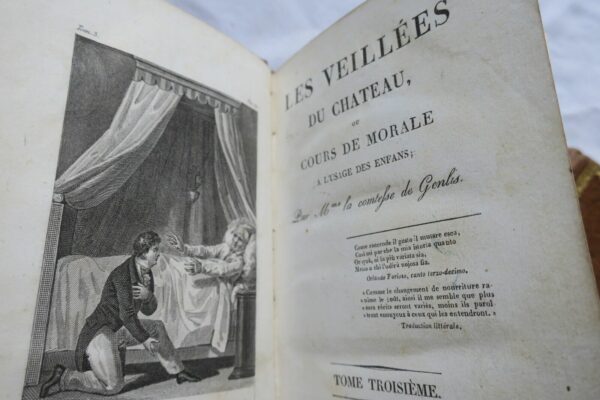 Tom. 3.
LES VEILLÉES
DU CHATEAU,
OU
COURS DE MORALE
A L'USAGE DES ENFANS;
Par Mme la comtesse de Genlis.
Come raccende il gusto il mutare esca,
Così mi par che la mia istoria quanto
Or quà, or là più variata sia,
Meno a chi l'udirà nojosa fia.
Orlando Furioso, canto terzo-decimo.
«Comme le changement de nourriture ra-
»nime le goût, ainsi il me semble que plus
»mes récits seront variés, moins ils paroî-
»tront ennuyeux à ceux qui les entendront.»
Traduction littérale.
TOME TROISIÈME.